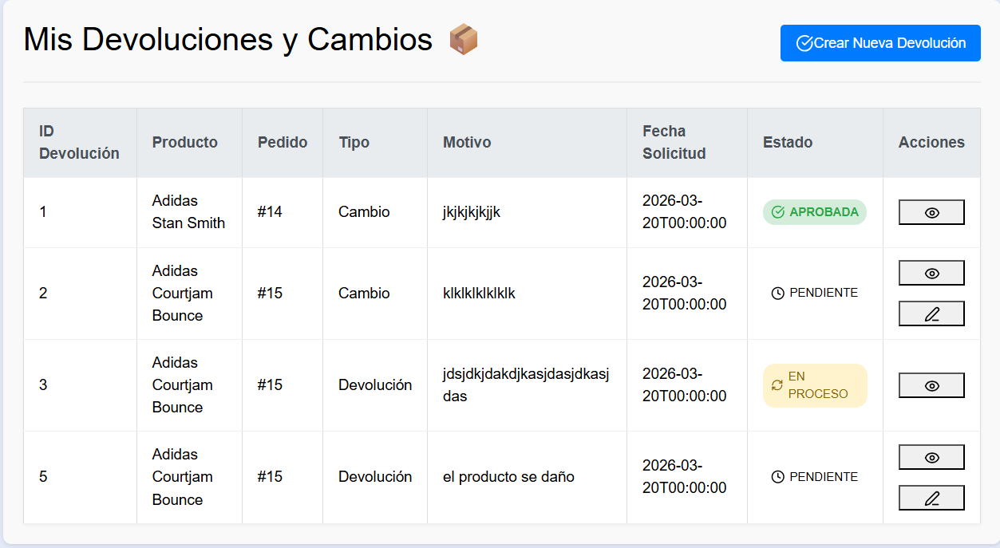 Mis Devoluciones y Cambios
Crear Nueva Devolución
ID Devolución Producto Pedido Tipo Motivo Fecha Solicitud Estado Acciones
1 Adidas Stan Smith #14 Cambio jkjkjkjkjjk 2026-03-20T00:00:00 APROBADA
2 Adidas Courtjam Bounce #15 Cambio klklklklklklk 2026-03-20T00:00:00 PENDIENTE
3 Adidas Courtjam Bounce #15 Devolución jdsjdkjdakdjkasjdasjdkasjdas 2026-03-20T00:00:00 EN PROCESO
5 Adidas Courtjam Bounce #15 Devolución el producto se daño 2026-03-20T00:00:00 PENDIENTE